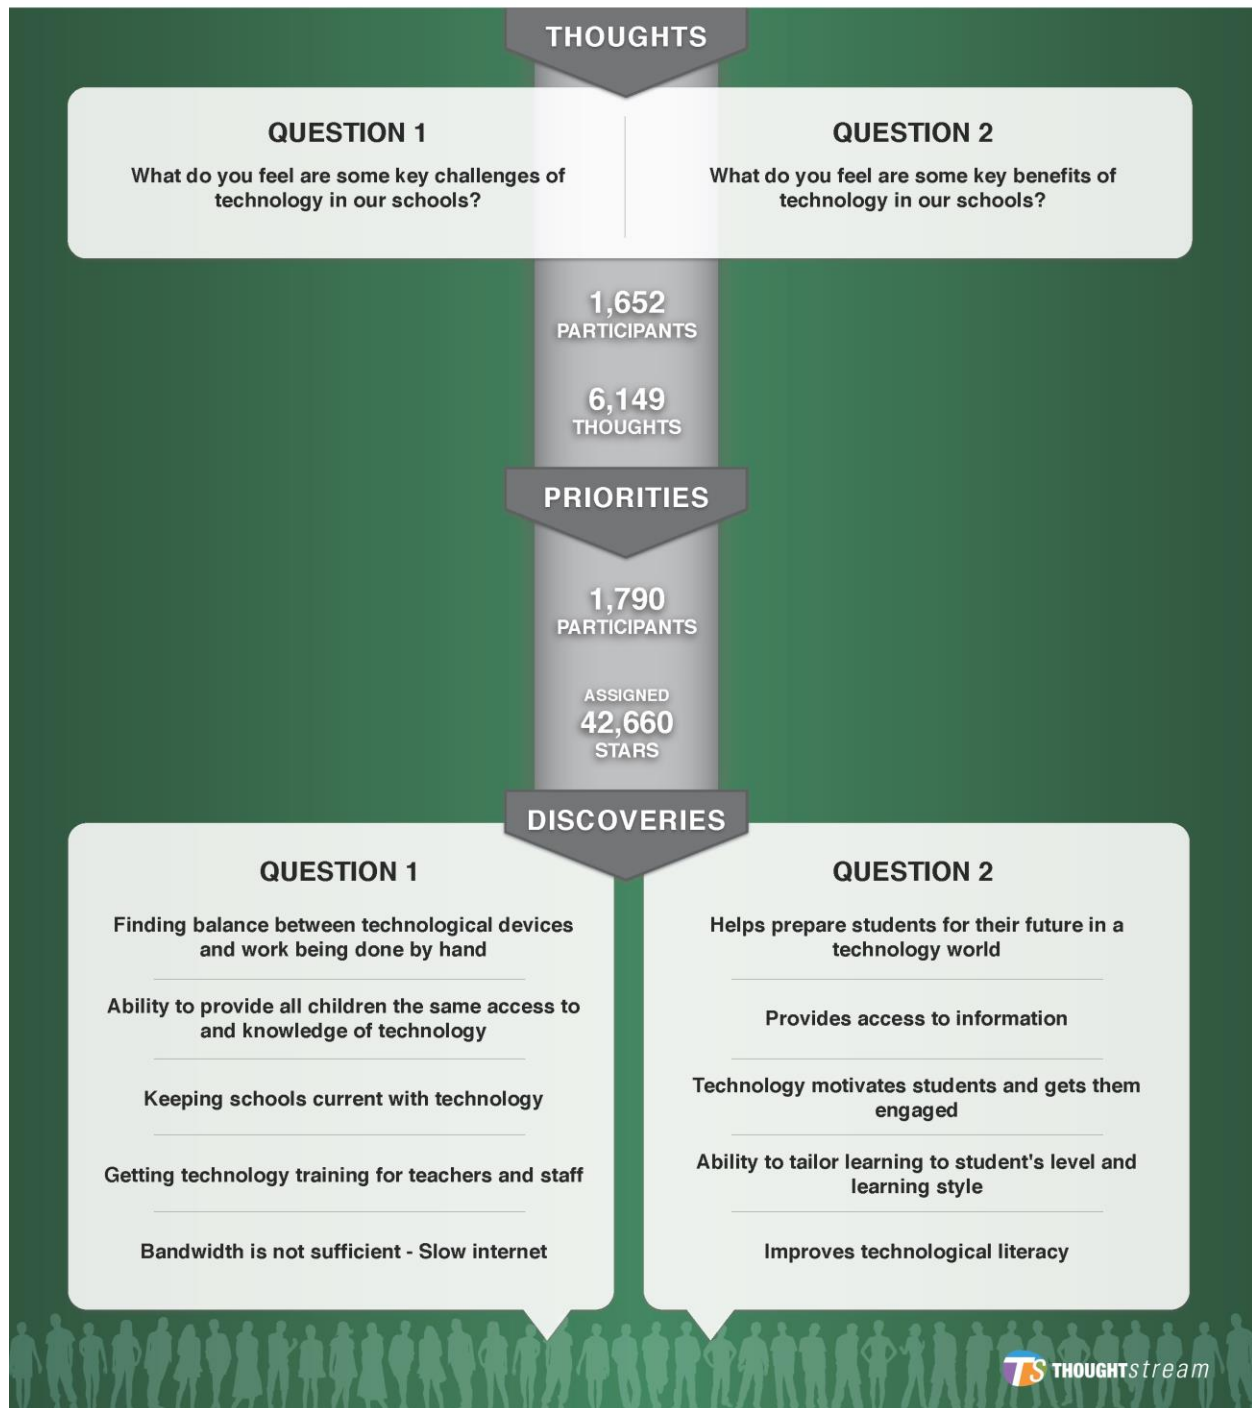 THOUGHTS
QUESTION 1
What do you feel are some key challenges of
technology in our schools?
QUESTION 2
What do you feel are some key benefits of
technology in our schools?
1,652
PARTICIPANTS
6,149
THOUGHTS
PRIORITIES
1,790
PARTICIPANTS
ASSIGNED
42,660
STARS
DISCOVERIES
QUESTION 1
Finding balance between technological devices
and work being done by hand
Ability to provide all children the same access to
and knowledge of technology
Keeping schools current with technology
Getting technology training for teachers and staff
Bandwidth is not sufficient - Slow internet
QUESTION 2
Helps prepare students for their future in a
technology world
Provides access to information
Technology motivates students and gets them
engaged
Ability to tailor learning to student's level and
learning style
Improves technological literacy
TS THOUGHTstream